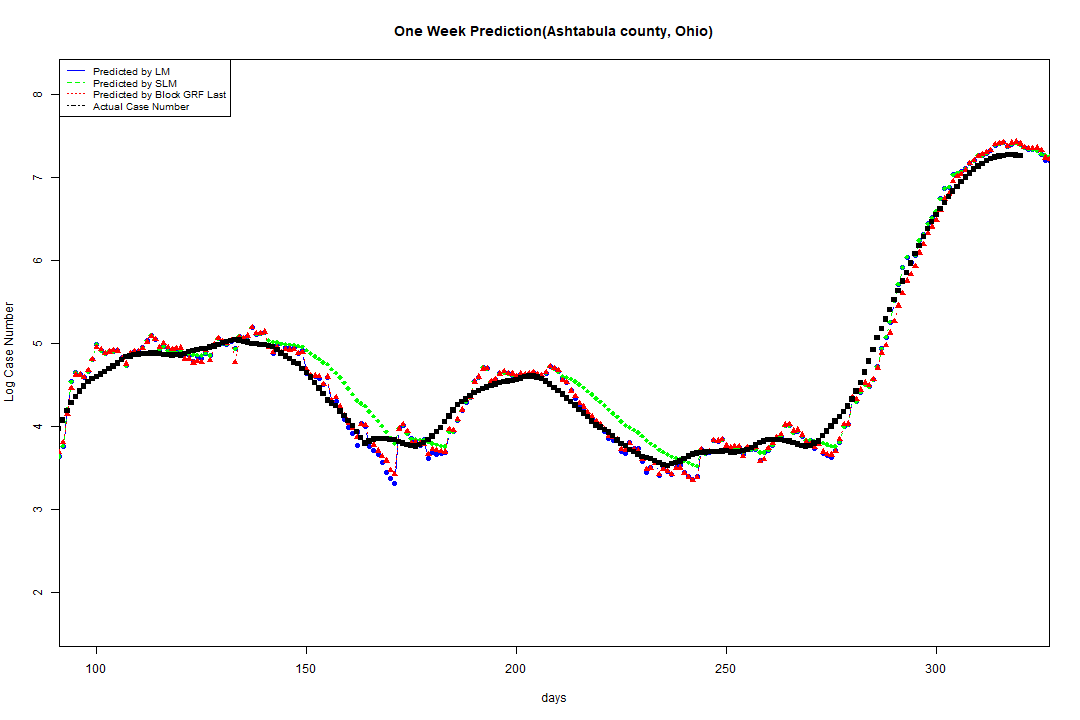 One Week Prediction(Ashtabula county, Ohio)
Predicted by LM
Predicted by SLM
Predicted by Block GRF Last
Actual Case Number
8
7
6
5
4
3
2
Log Case Number
100 150 200 250 300
days